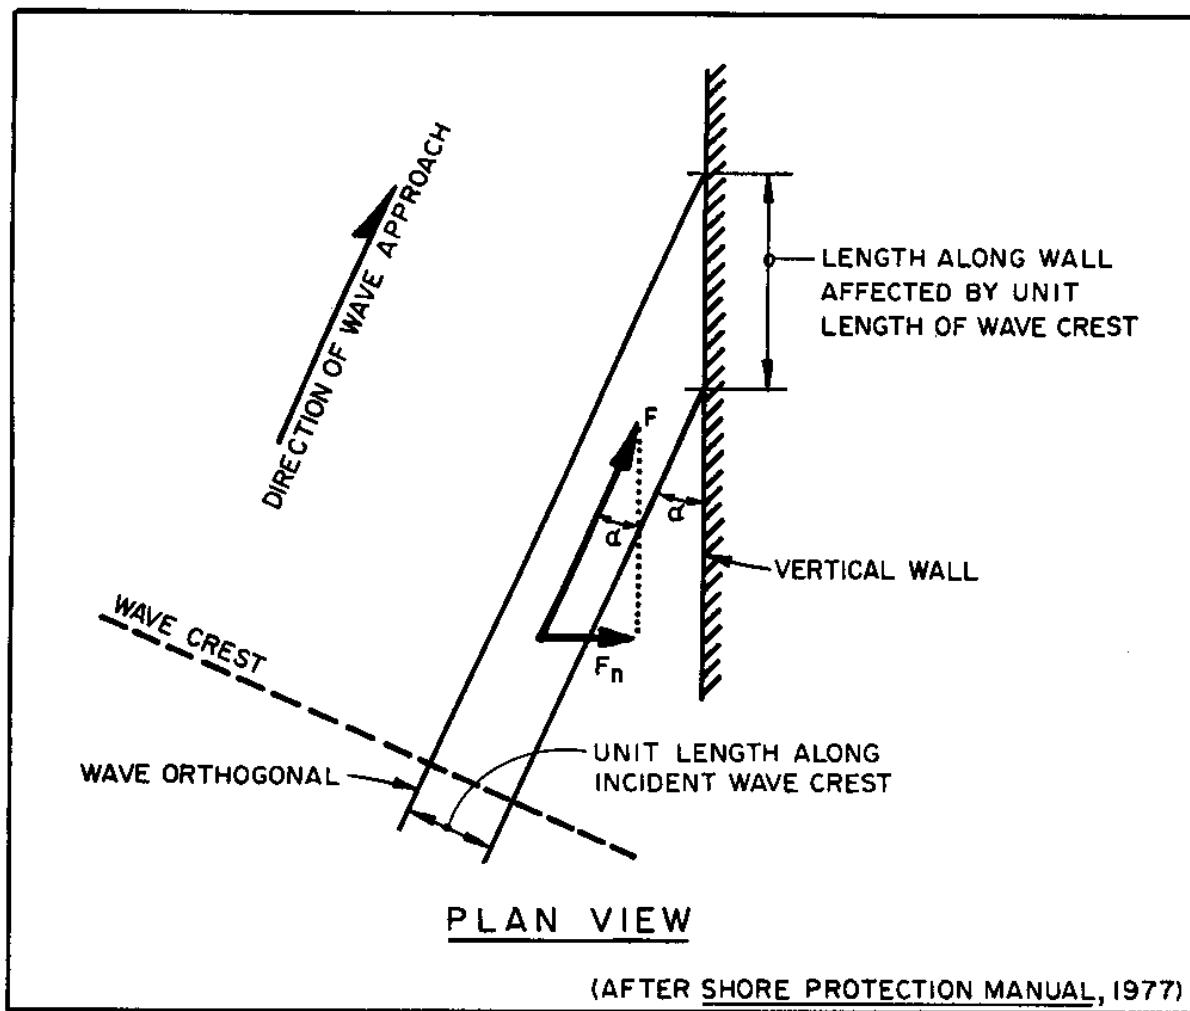 DIRECTION OF WAVE APPROACH
LENGTH ALONG WALL
AFFECTED BY UNIT
LENGTH OF WAVE CREST
F
α
α
VERTICAL WALL
Fn
WAVE CREST
WAVE ORTHOGONAL
UNIT LENGTH ALONG
INCIDENT WAVE CREST
PLAN VIEW
(AFTER SHORE PROTECTION MANUAL, 1977)